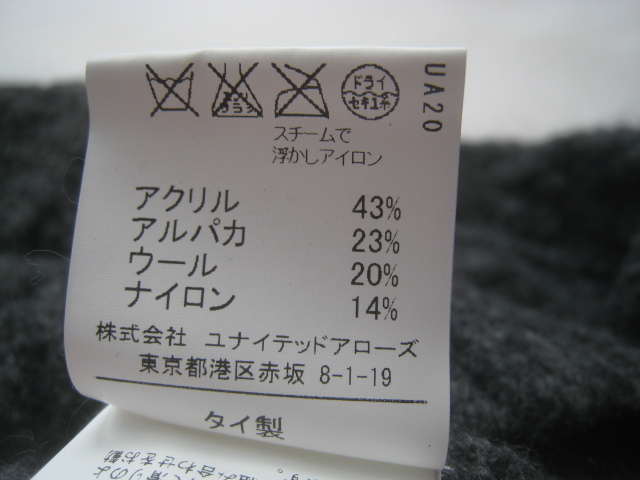 ドライ
セキユ系
UA20
スチームで
浮かしアイロン
アクリル 43%
アルパカ 23%
ウール 20%
ナイロン 14%
株式会社 ユナイテッドアローズ
東京都港区赤坂 8-1-19
タイ製